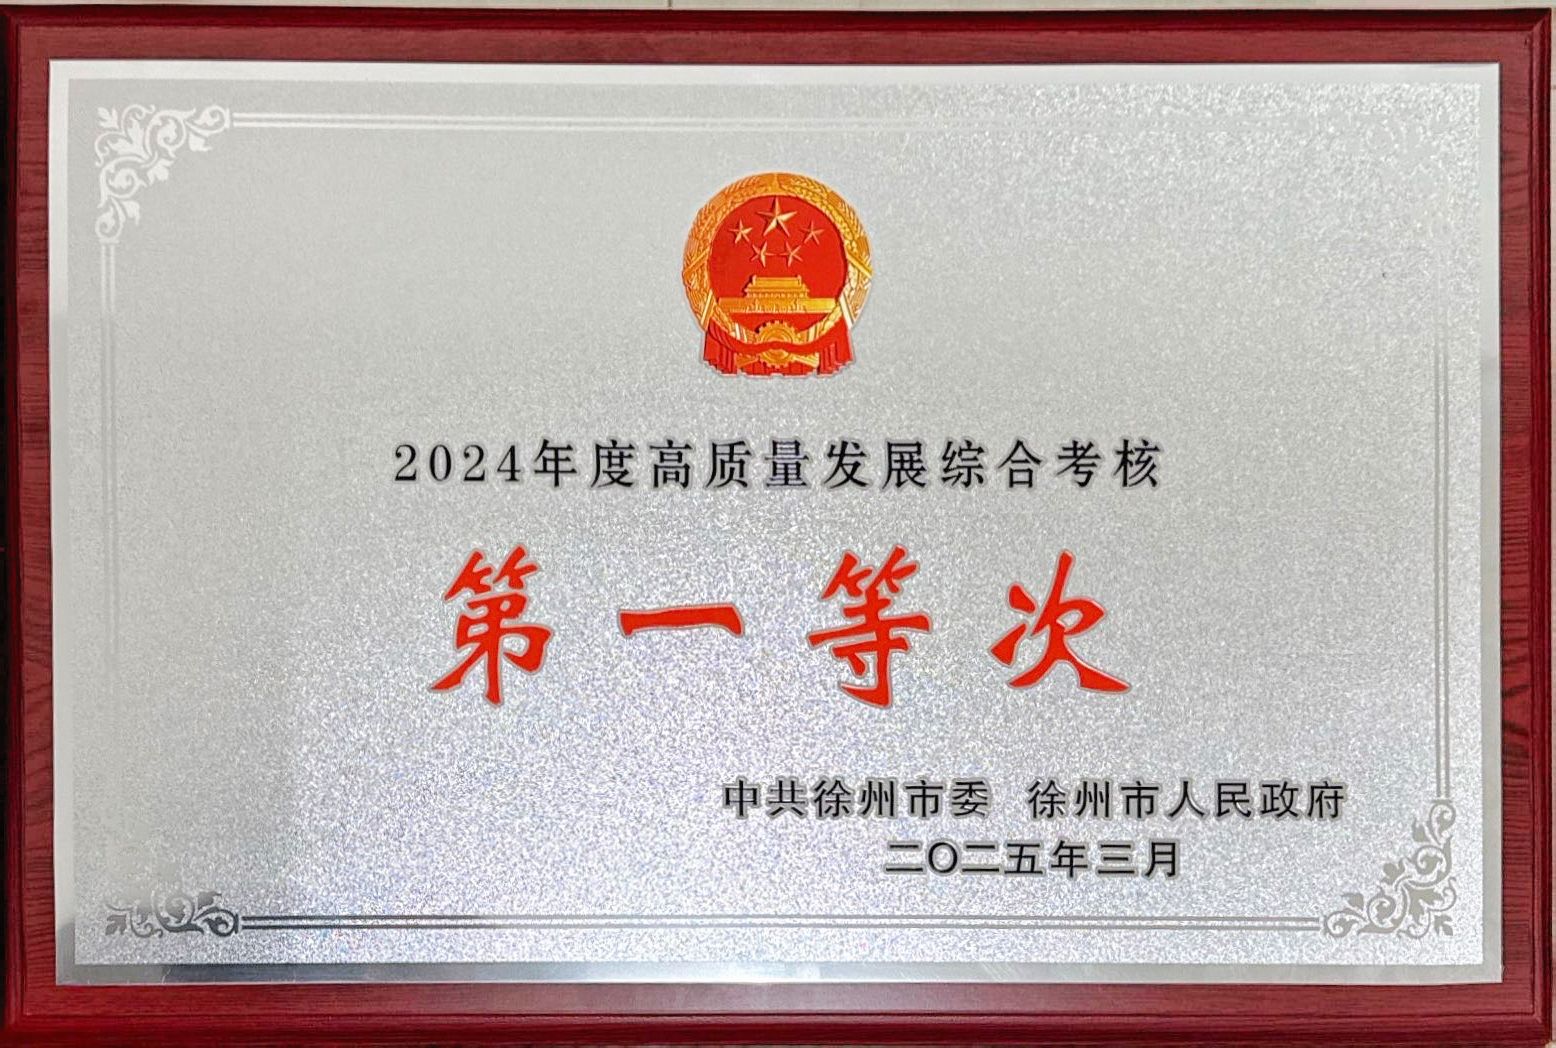 2024年度高质量发展综合考核
第一等次
中共徐州市委 徐州市人民政府
二〇二五年三月